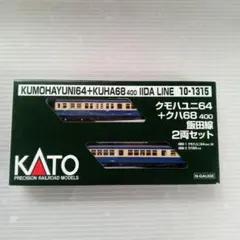 KUMOHAYUNI64+KUHA68 400 IIDA LINE 10-1315
クモハユニ64
+クハ68 400
飯田線
2両セット
KATO
PRECISION RAILROAD MODELS
N-GAUGE